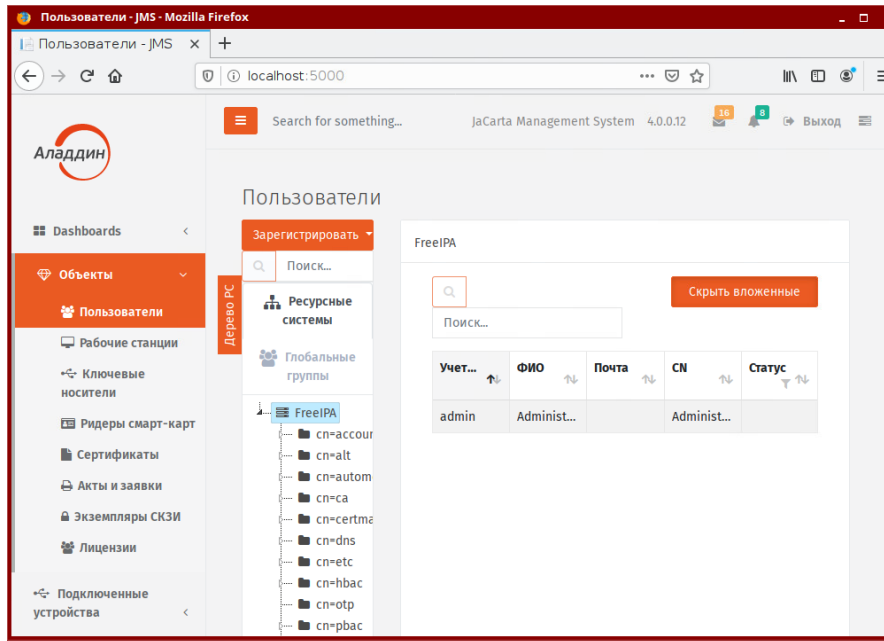 Пользователи - JMS - Mozilla Firefox
Пользователи - JMS
localhost:5000
Аладдин
Search for something...
JaCarta Management System 4.0.0.12
16
8
Выход
Dashboards
Объекты
Пользователи
Рабочие станции
Ключевые
носители
Ридеры смарт-карт
Сертификаты
Акты и заявки
Экземпляры СКЗИ
Лицензии
Подключенные
устройства
Пользователи
Дерево РС
Зарегистрировать
Поиск...
Ресурсные
системы
Глобальные
группы
FreeIPA
cn=accour
cn=alt
cn=autom
cn=ca
cn=certma
cn=dns
cn=etc
cn=hbac
cn=otp
cn=pbac
FreeIPA
Скрыть вложенные
Поиск...
Учет... ФИО Почта CN Статус
admin Administ... Administ...